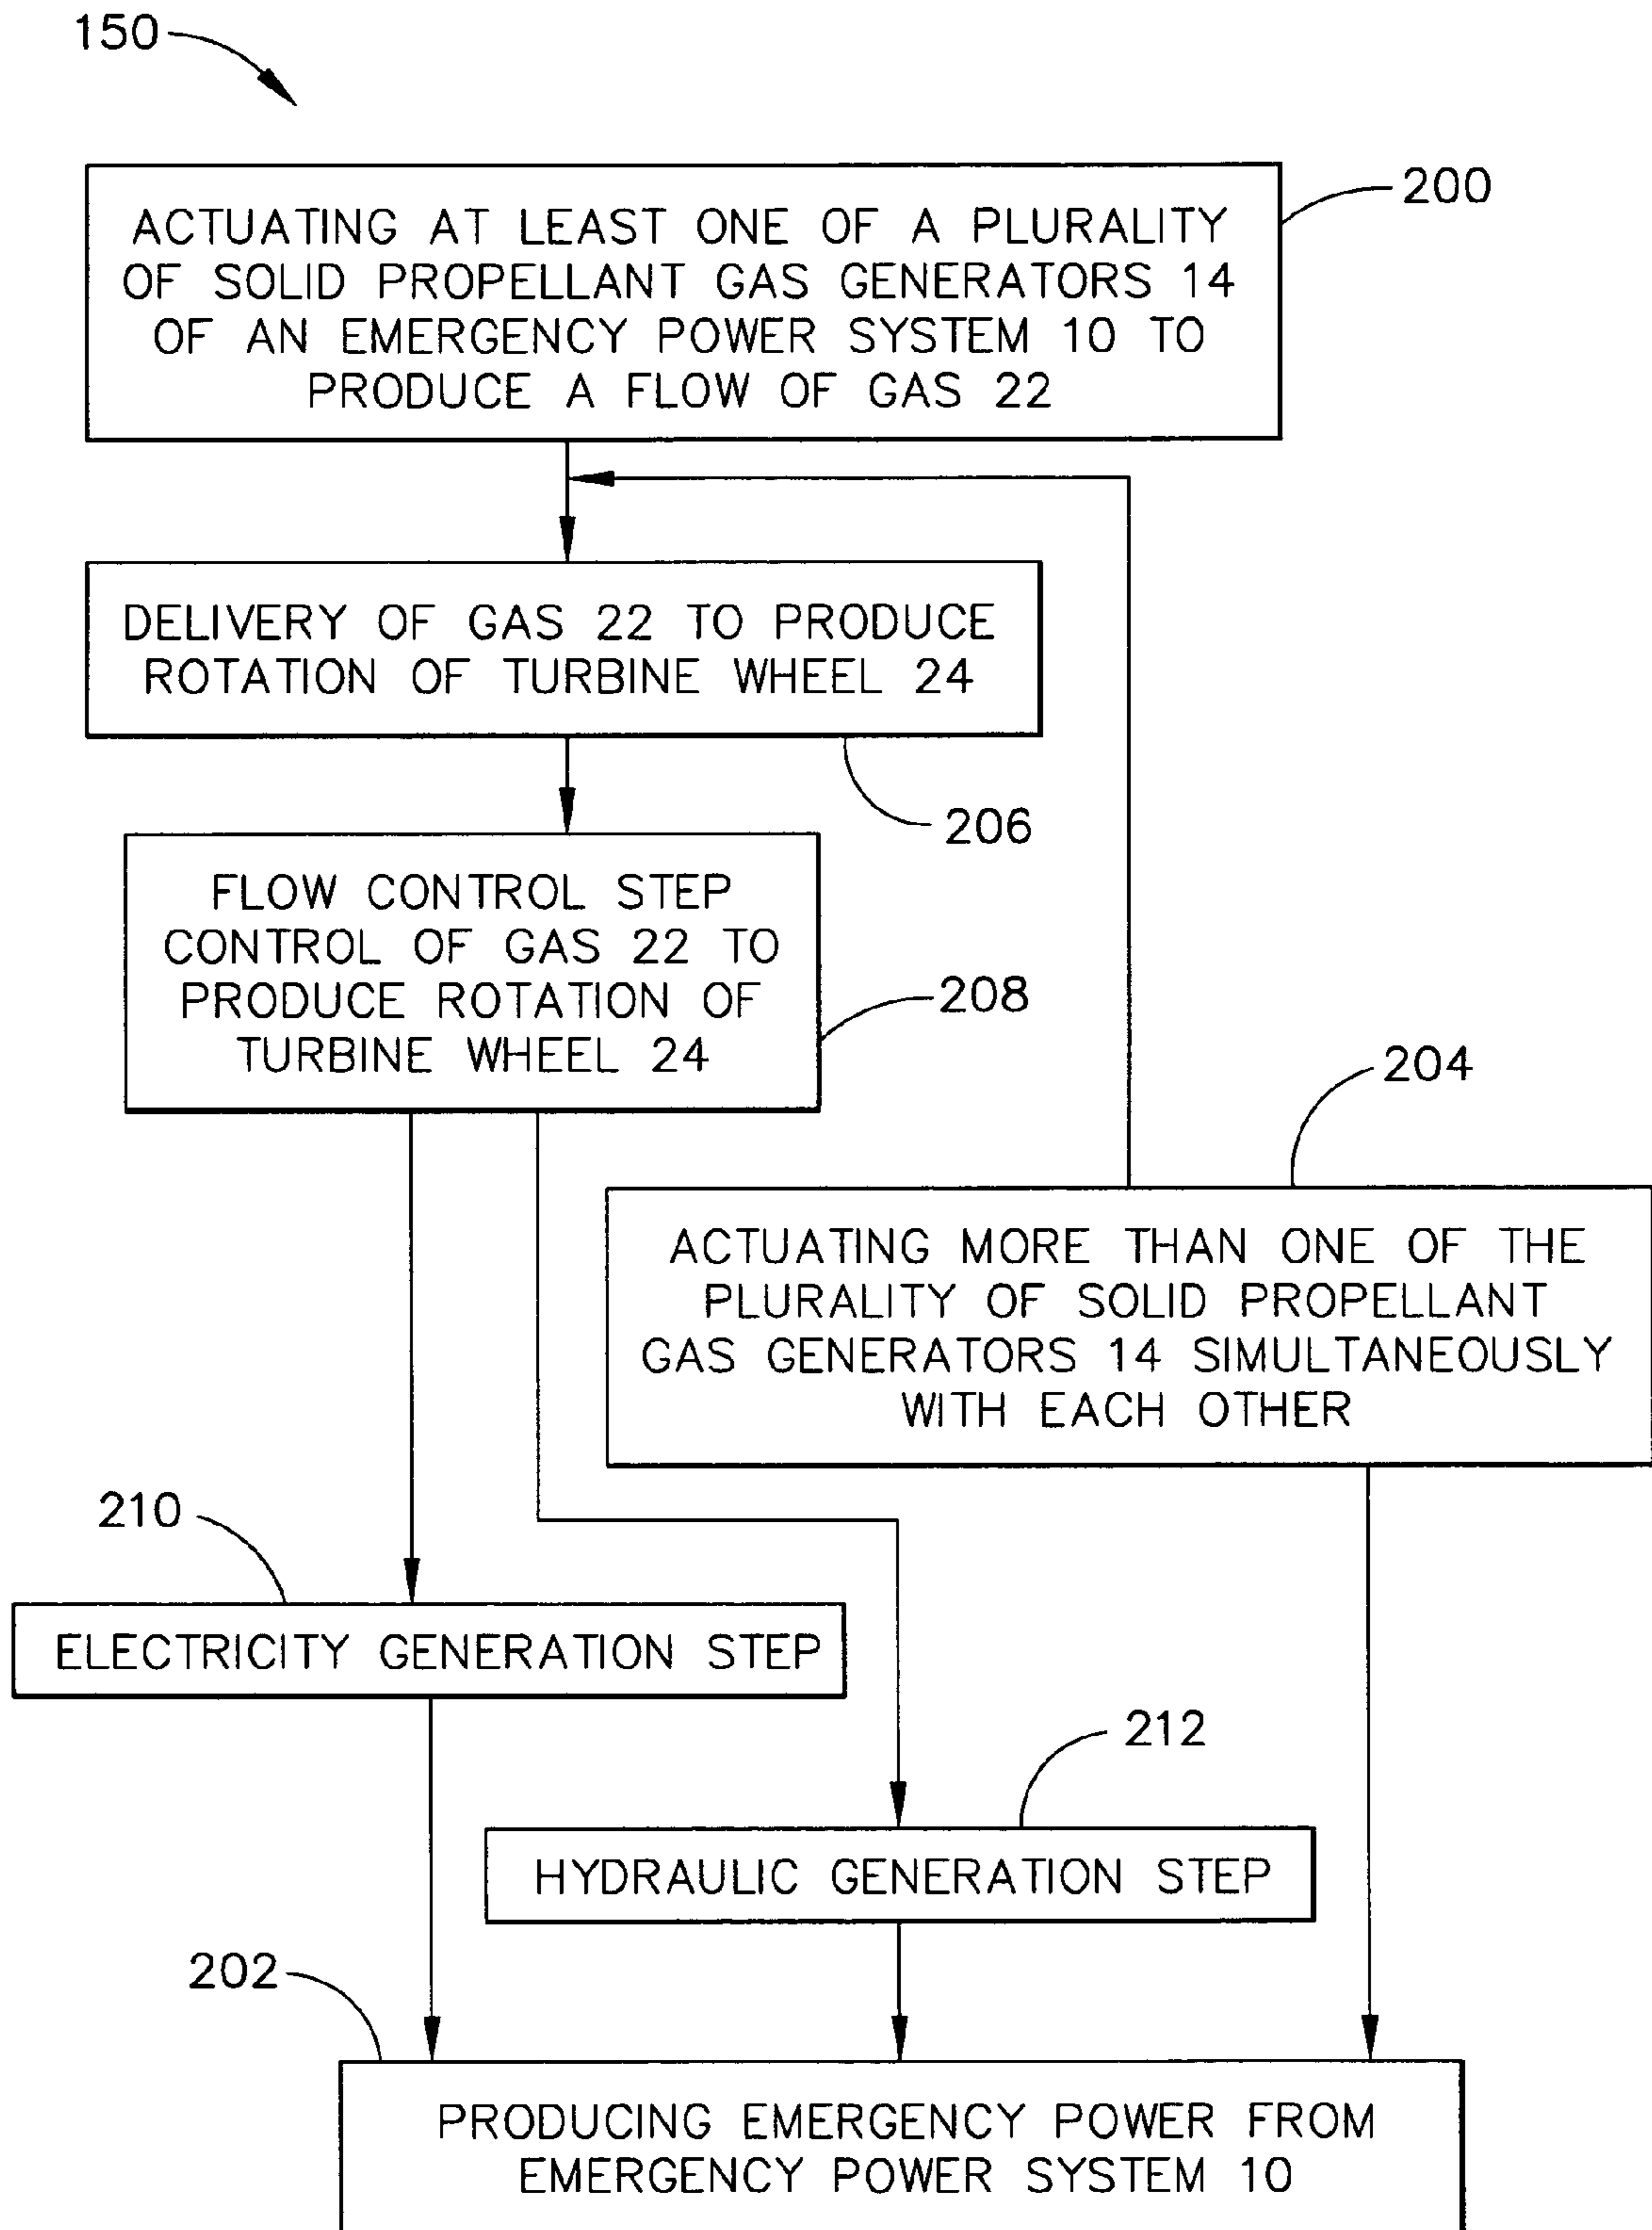 150
200
ACTUATING AT LEAST ONE OF A PLURALITY
OF SOLID PROPELLANT GAS GENERATORS 14
OF AN EMERGENCY POWER SYSTEM 10 TO
PRODUCE A FLOW OF GAS 22
DELIVERY OF GAS 22 TO PRODUCE
ROTATION OF TURBINE WHEEL 24
206
FLOW CONTROL STEP
CONTROL OF GAS 22 TO
PRODUCE ROTATION OF
TURBINE WHEEL 24
208
204
ACTUATING MORE THAN ONE OF THE
PLURALITY OF SOLID PROPELLANT
GAS GENERATORS 14 SIMULTANEOUSLY
WITH EACH OTHER
210
ELECTRICITY GENERATION STEP
212
HYDRAULIC GENERATION STEP
202
PRODUCING EMERGENCY POWER FROM
EMERGENCY POWER SYSTEM 10